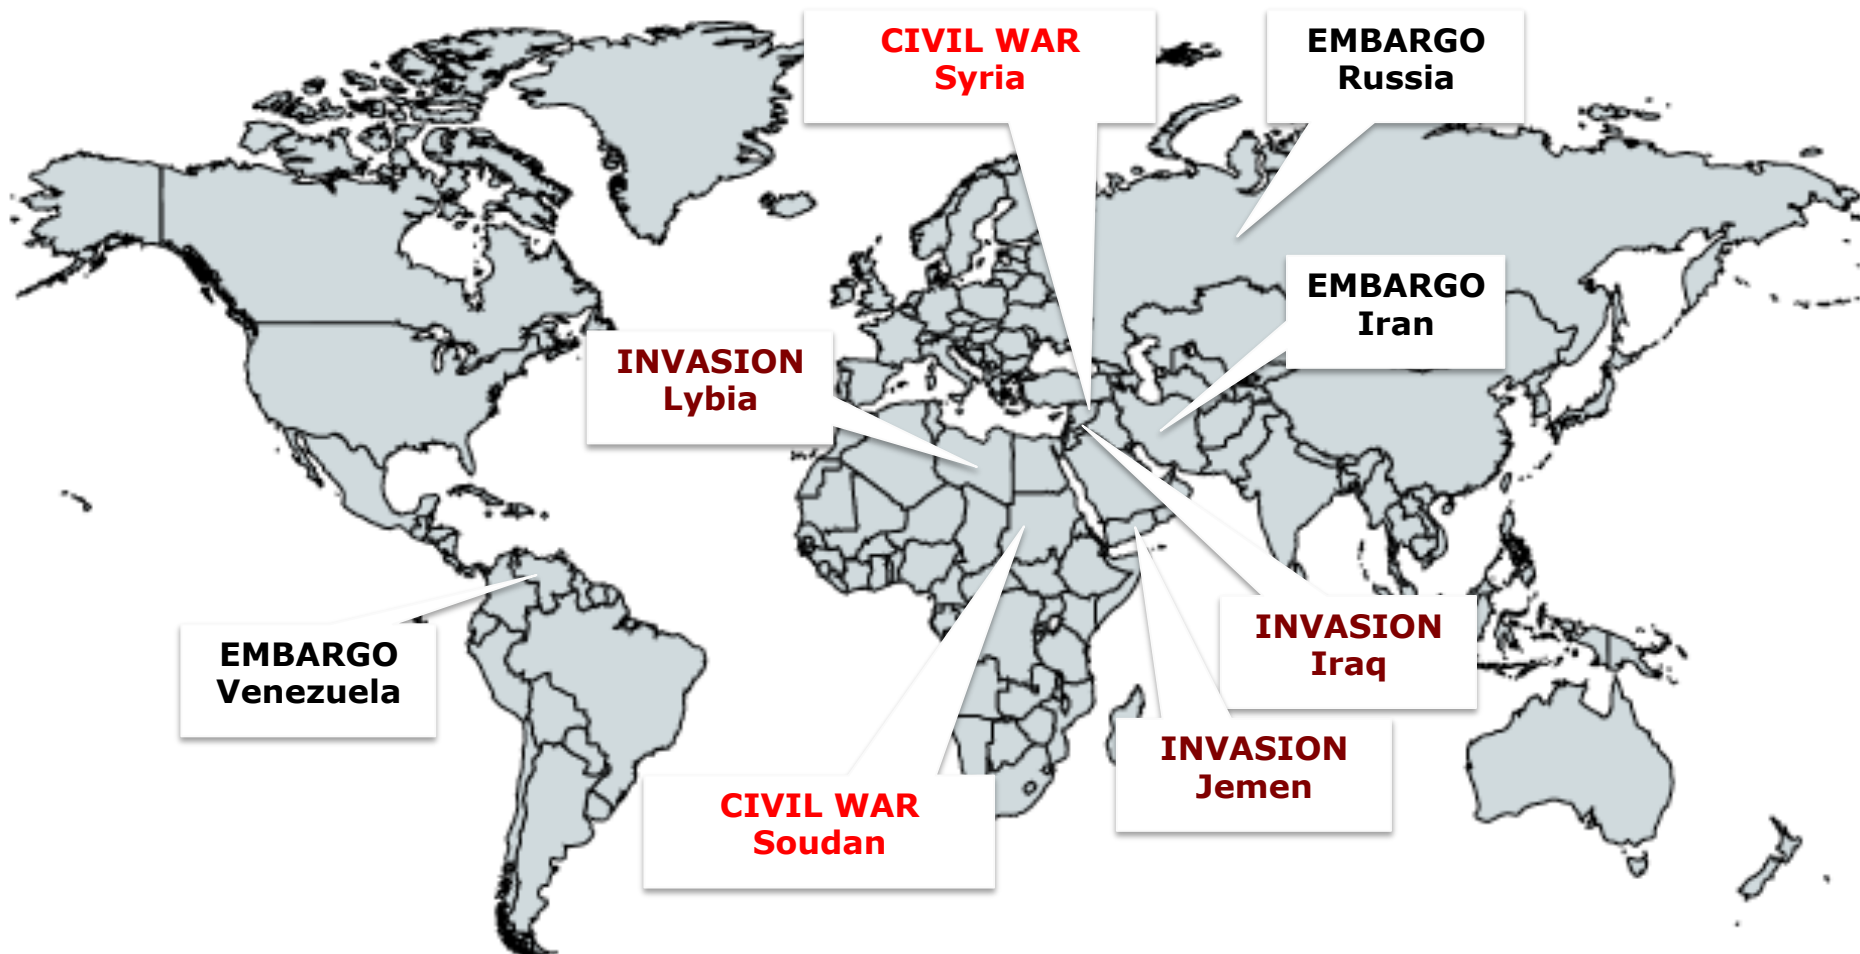 CIVIL WAR
Syria
EMBARGO
Russia
EMBARGO
Iran
INVASION
Lybia
INVASION
Iraq
EMBARGO
Venezuela
INVASION
Jemen
CIVIL WAR
Soudan